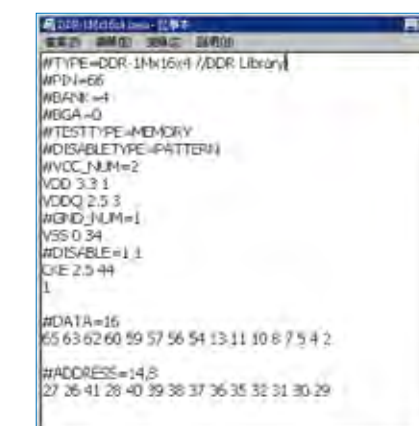 #TYPE=DDR-1Mx16x4 //DDR Library
#PIN=66
#BANK=4
#BGA=0
#TESTTYPE=MEMORY
#DISABLETYPE=PATTERN
#VCC_NUM=2
VDD 3.3 1
VDDQ 2.5 3
#GND_NUM=1
VSS 0 34
#DISABLE=1 1
CKE 2.5 44
1
#DATA=16
65 63 62 60 59 57 56 54 13 11 10 8 7 5 4 2
#ADDRESS=14,8
27 26 41 28 40 39 38 37 36 35 32 31 30 29